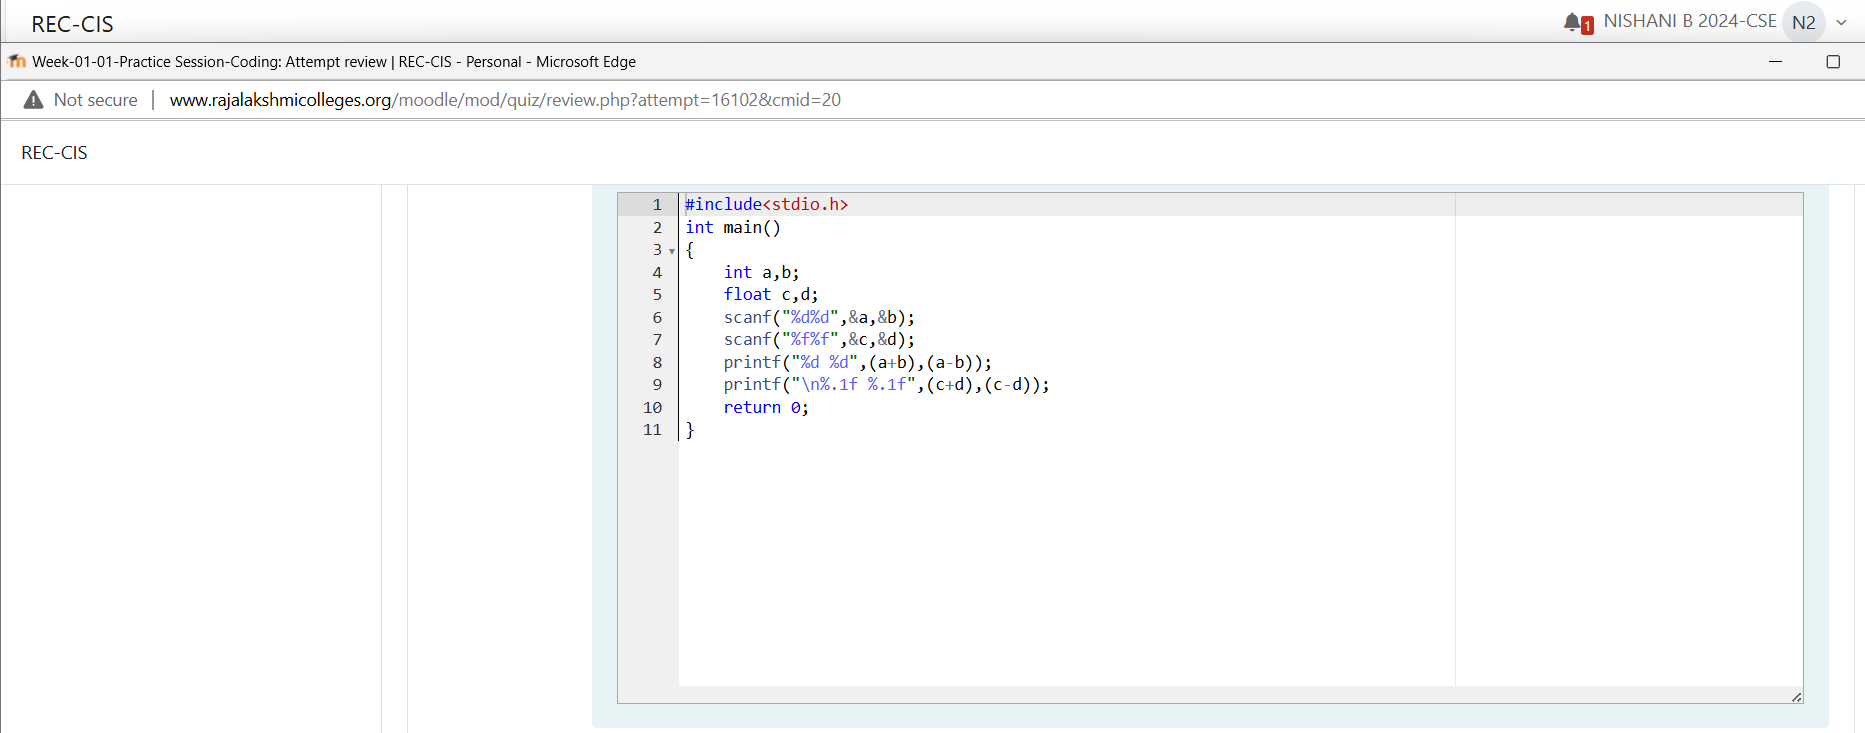 REC-CIS
1 NISHANI B 2024-CSE N2
Week-01-01-Practice Session-Coding: Attempt review | REC-CIS - Personal - Microsoft Edge
Not secure | www.rajalakshmicolleges.org/moodle/mod/quiz/review.php?attempt=16102&cmid=20
REC-CIS
1 #include<stdio.h>
2 int main()
3 {
4     int a,b;
5     float c,d;
6     scanf("%d%d",&a,&b);
7     scanf("%f%f",&c,&d);
8     printf("%d %d",(a+b),(a-b));
9     printf("\n%.1f %.1f",(c+d),(c-d));
10     return 0;
11 }